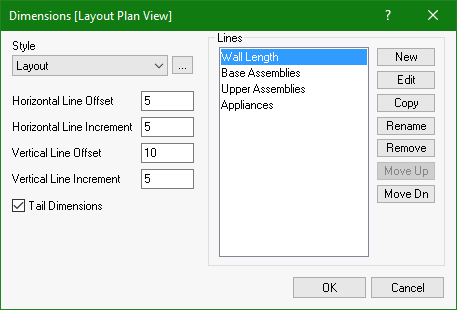 Dimensions [Layout Plan View]
?
Style
Layout
...
Horizontal Line Offset 5
Horizontal Line Increment 5
Vertical Line Offset 10
Vertical Line Increment 5
Tail Dimensions
Lines
Wall Length
Base Assemblies
Upper Assemblies
Appliances
New
Edit
Copy
Rename
Remove
Move Up
Move Dn
OK
Cancel